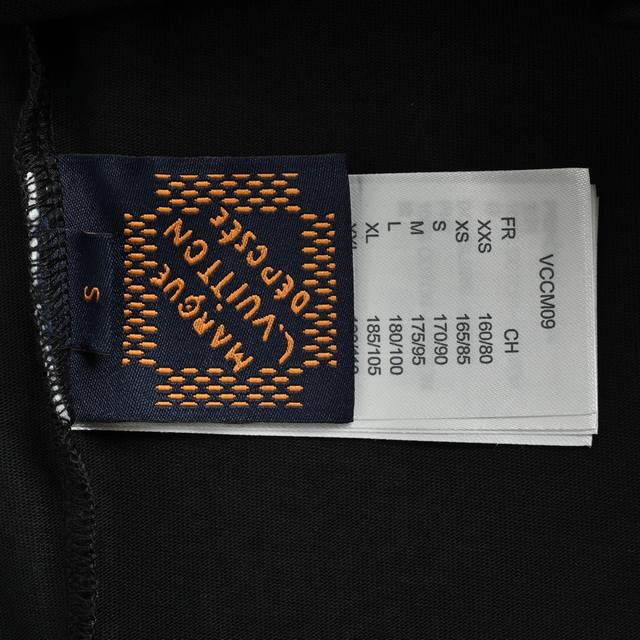 MARQUE
L.VUITTON
DÉPOSÉE
S
VCCM09
FR CH
XXS 160/80
XS 165/85
S 170/90
M 175/95
L 180/100
XL 185/105